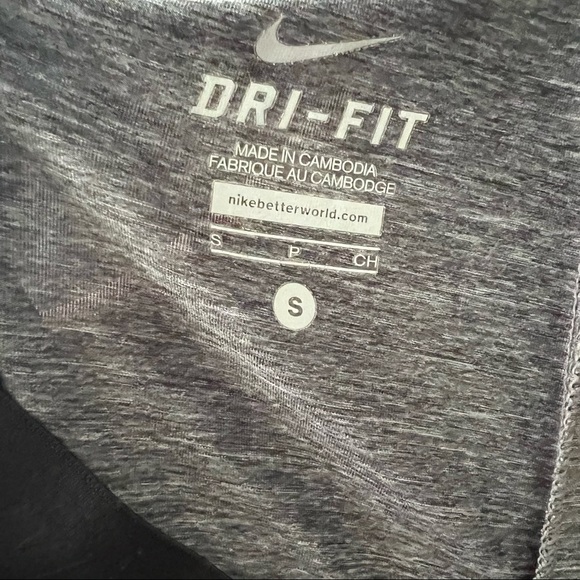 DRI-FIT
MADE IN CAMBODIA
FABRIQUE AU CAMBODGE
nikebetterworld.com
S P CH
S